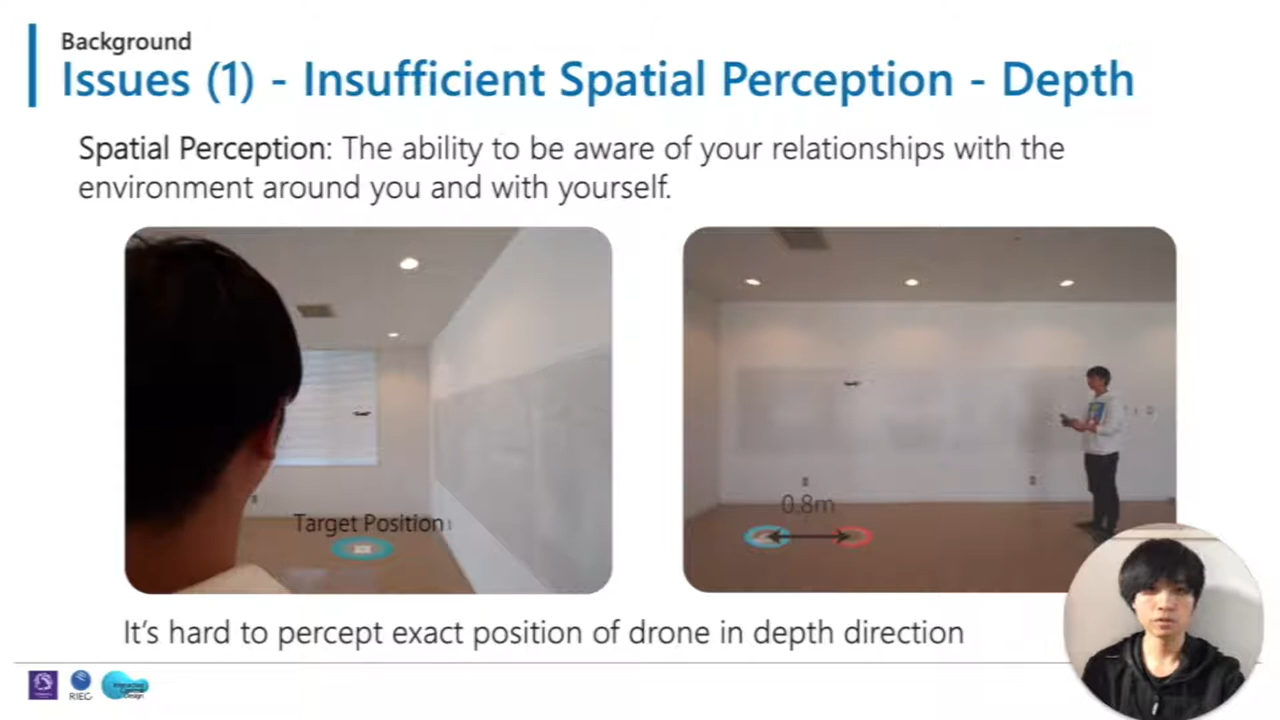 Background
Issues (1) - Insufficient Spatial Perception - Depth
Spatial Perception: The ability to be aware of your relationships with the
environment around you and with yourself.
Target Position
0.8m
It's hard to percept exact position of drone in depth direction
RIEC